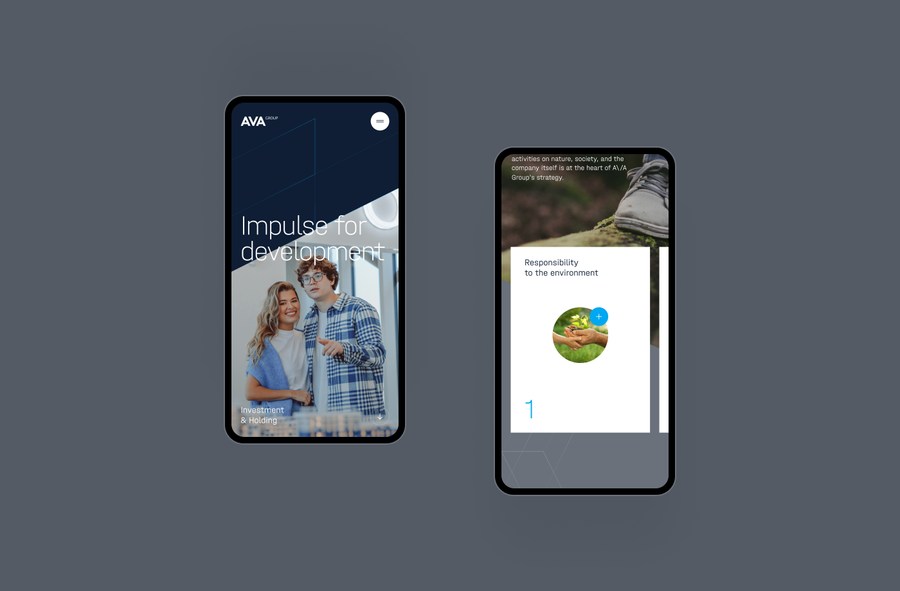 AVA GROUP
Impulse for
development
Investment
& Holding
activities on nature, society, and the
company itself is at the heart of A\/A
Group's strategy.
Responsibility
to the environment
1